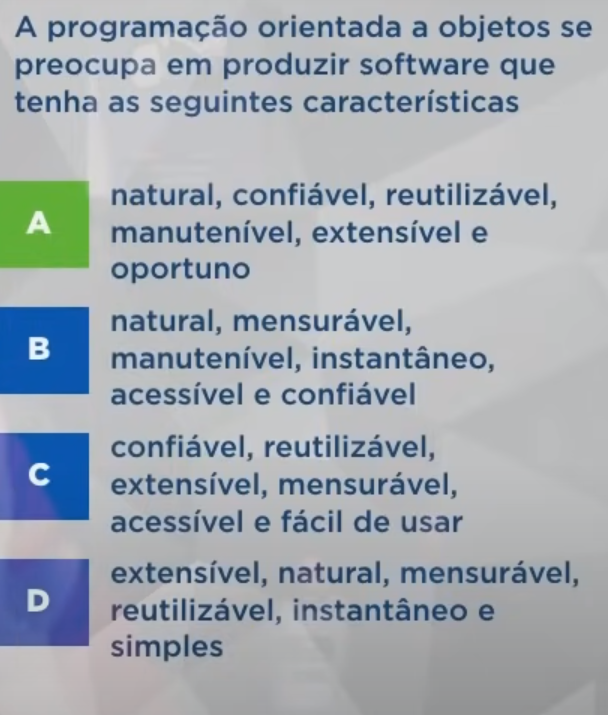 A programação orientada a objetos se
preocupa em produzir software que
tenha as seguintes características
A
natural, confiável, reutilizável,
manutenível, extensível e
oportuno
B
natural, mensurável,
manutenível, instantâneo,
acessível e confiável
C
confiável, reutilizável,
extensível, mensurável,
acessível e fácil de usar
D
extensível, natural, mensurável,
reutilizável, instantâneo e
simples